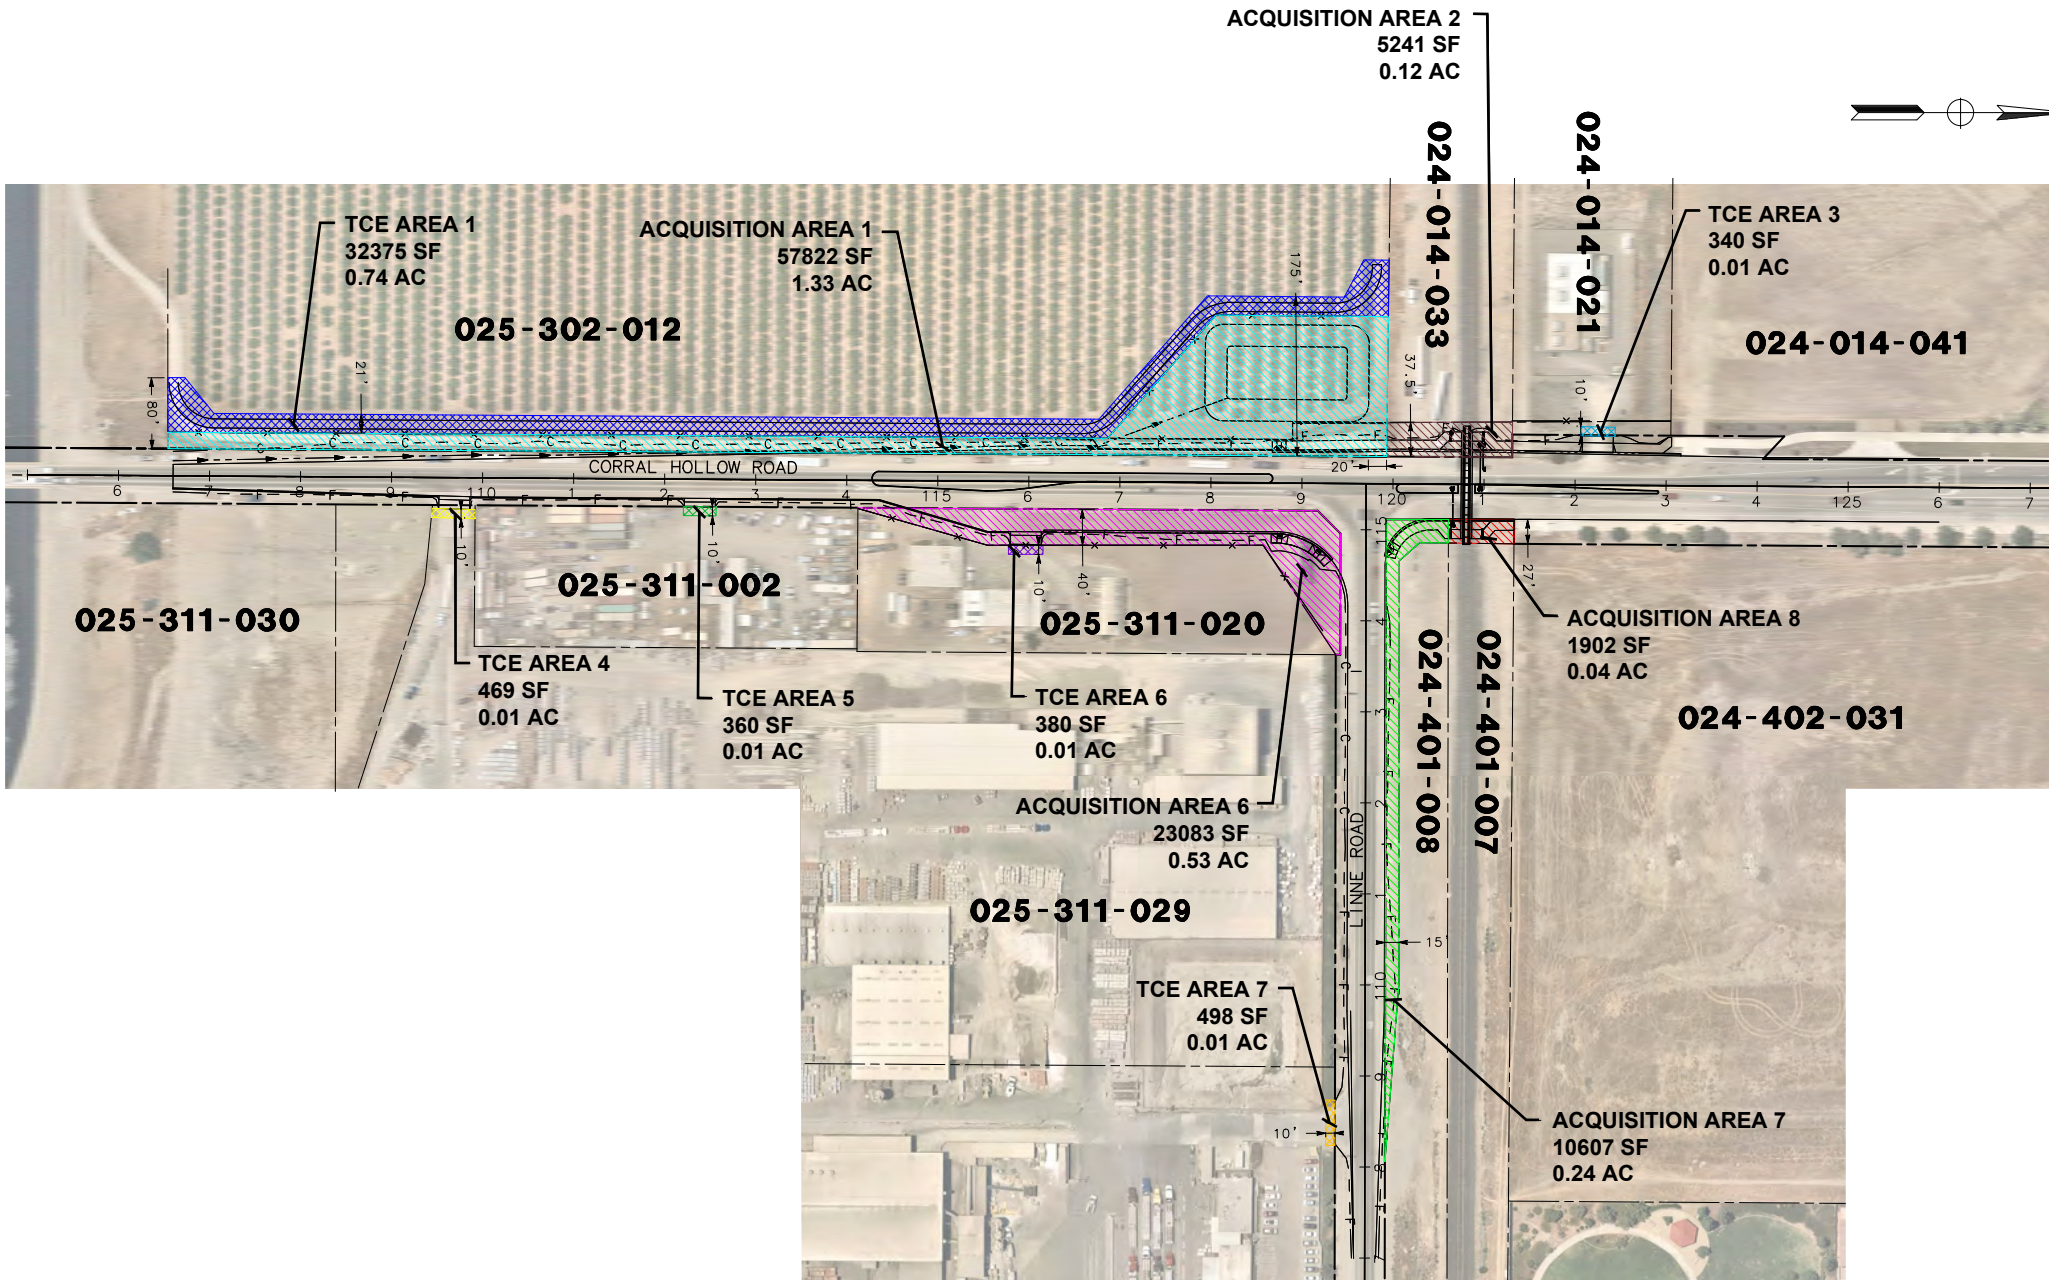 ACQUISITION AREA 2
5241 SF
0.12 AC
024-014-033
024-014-021
TCE AREA 1
32375 SF
0.74 AC
ACQUISITION AREA 1
57822 SF
1.33 AC
TCE AREA 3
340 SF
0.01 AC
025-302-012
024-014-041
175'
21'
80'
37.5'
10'
20'
CORRAL HOLLOW ROAD
6 7 8 9 110 1 2 3 4 115 6 7 8 9 120 1 2 3 125 6 7
10'
10'
10'
40'
115
27'
025-311-030
025-311-002
025-311-020
ACQUISITION AREA 8
1902 SF
0.04 AC
TCE AREA 4
469 SF
0.01 AC
TCE AREA 5
360 SF
0.01 AC
TCE AREA 6
380 SF
0.01 AC
024-401-008
024-401-007
024-402-031
4
3
2
1
110
9
8
7
ACQUISITION AREA 6
23083 SF
0.53 AC
LINNE ROAD
025-311-029
15'
TCE AREA 7
498 SF
0.01 AC
10'
ACQUISITION AREA 7
10607 SF
0.24 AC